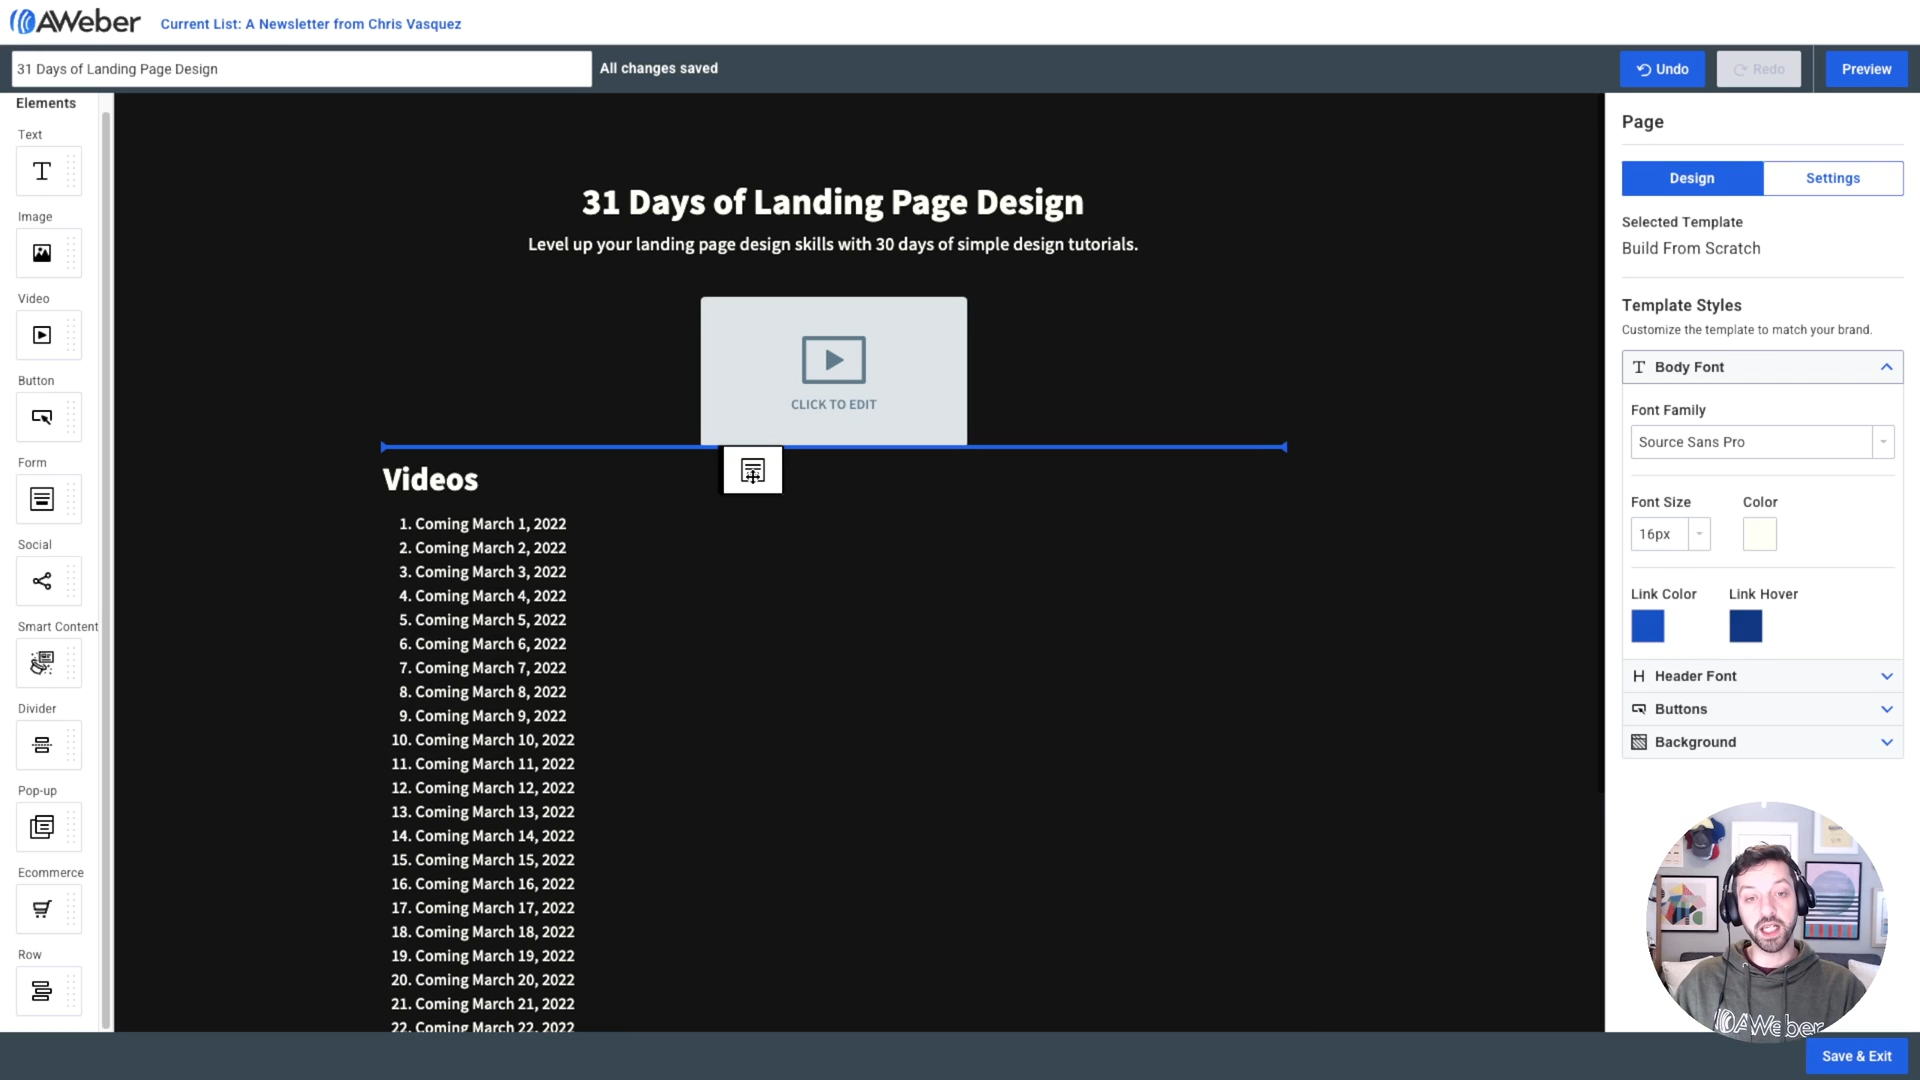 AWeber
Current List: A Newsletter from Chris Vasquez
31 Days of Landing Page Design
All changes saved
Undo
Redo
Preview
Elements
Text
Image
Video
Button
Form
Social
Smart Content
Divider
Pop-up
Ecommerce
Row
31 Days of Landing Page Design
Level up your landing page design skills with 30 days of simple design tutorials.
CLICK TO EDIT
Videos
1. Coming March 1, 2022
2. Coming March 2, 2022
3. Coming March 3, 2022
4. Coming March 4, 2022
5. Coming March 5, 2022
6. Coming March 6, 2022
7. Coming March 7, 2022
8. Coming March 8, 2022
9. Coming March 9, 2022
10. Coming March 10, 2022
11. Coming March 11, 2022
12. Coming March 12, 2022
13. Coming March 13, 2022
14. Coming March 14, 2022
15. Coming March 15, 2022
16. Coming March 16, 2022
17. Coming March 17, 2022
18. Coming March 18, 2022
19. Coming March 19, 2022
20. Coming March 20, 2022
21. Coming March 21, 2022
22. Coming March 22, 2022
Page
Design
Settings
Selected Template
Build From Scratch
Template Styles
Customize the template to match your brand.
Body Font
Font Family
Source Sans Pro
Font Size
Color
16px
Link Color
Link Hover
Header Font
Buttons
Background
AWeber
Save & Exit